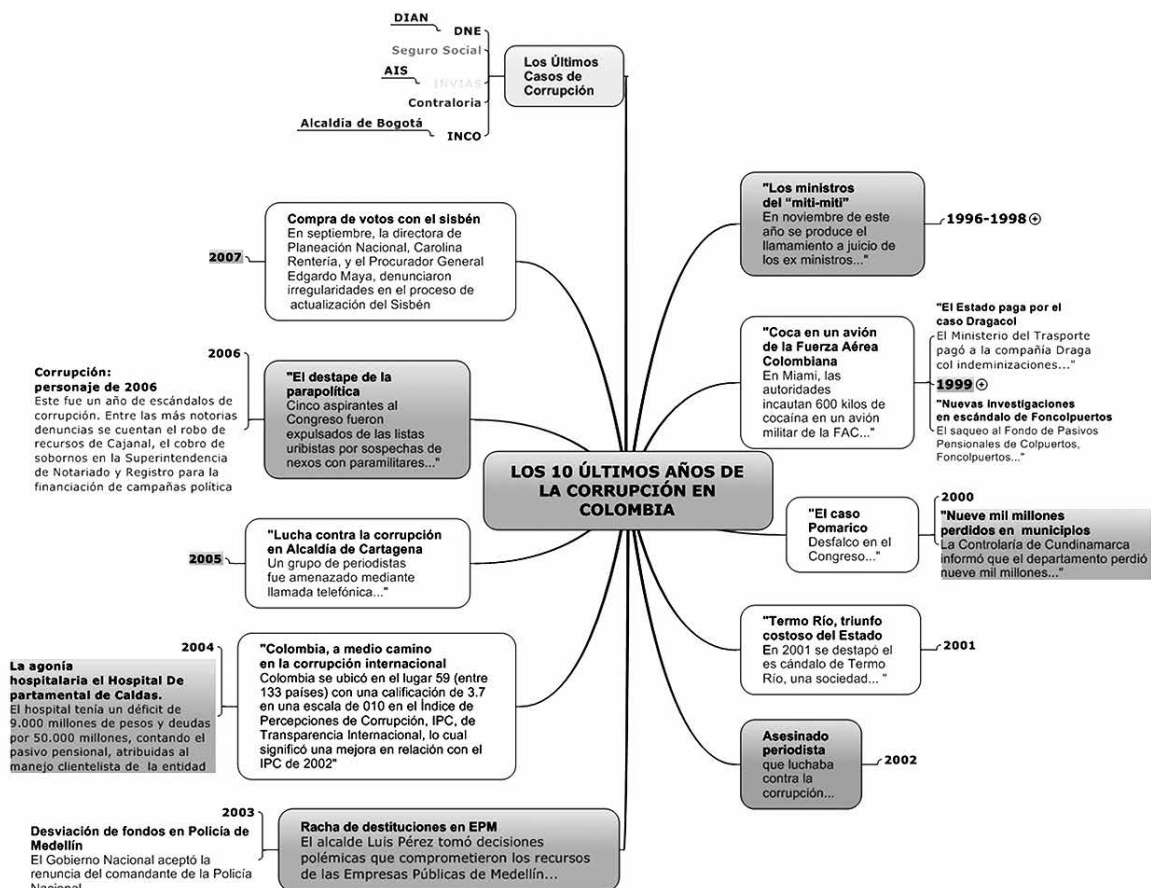 DIAN
DNE
Seguro Social
AIS
INVIAS
Contraloria
Alcaldía de Bogotá
INCO
Los Últimos
Casos de
Corrupción
"Los ministros
del “miti-miti”
En noviembre de este
año se produce el
llamamiento a juicio de
los ex ministros..."
1996-1998
Compra de votos con el sisbén
En septiembre, la directora de
Planeación Nacional, Carolina
Rentería, y el Procurador General
Edgardo Maya, denunciaron
irregularidades en el proceso de
actualización del Sisbén
2007
"Coca en un avión
de la Fuerza Aérea
Colombiana
En Miami, las
autoridades
incautan 600 kilos de
cocaína en un avión
militar de la FAC..."
"El Estado paga por el
caso Dragacol
El Ministerio del Trasporte
pagó a la compañía Draga
col indemnizaciones..."
1999
"Nuevas investigaciones
en escándalo de Foncolpuertos
El saqueo al Fondo de Pasivos
Pensionales de Colpuertos,
Foncolpuertos..."
2006
Corrupción:
personaje de 2006
Este fue un año de escándalos de
corrupción. Entre las más notorias
denuncias se cuentan el robo de
recursos de Cajanal, el cobro de
sobornos en la Superintendencia
de Notariado y Registro para la
financiación de campañas política
"El destape de la
parapolítica
Cinco aspirantes al
Congreso fueron
expulsados de las listas
uribistas por sospechas de
nexos con paramilitares..."
LOS 10 ÚLTIMOS AÑOS DE
LA CORRUPCIÓN EN
COLOMBIA
"El caso
Pomarico
Desfalco en el
Congreso..."
2000
"Nueve mil millones
perdidos en municipios
La Controlaría de Cundinamarca
informó que el departamento perdió
nueve mil millones..."
2005
"Lucha contra la corrupción
en Alcaldía de Cartagena
Un grupo de periodistas
fue amenazado mediante
llamada telefónica..."
"Termo Río, triunfo
costoso del Estado
En 2001 se destapó el
es cándalo de Termo
Río, una sociedad... "
2001
2004
La agonía
hospitalaria el Hospital De
partamental de Caldas.
El hospital tenía un déficit de
9.000 millones de pesos y deudas
por 50.000 millones, contando el
pasivo pensional, atribuidas al
manejo clientelista de la entidad
"Colombia, a medio camino
en la corrupción internacional
Colombia se ubicó en el lugar 59 (entre
133 países) con una calificación de 3.7
en una escala de 010 en el Índice de
Percepciones de Corrupción, IPC, de
Transparencia Internacional, lo cual
significó una mejora en relación con el
IPC de 2002"
Asesinado
periodista
que luchaba
contra la
corrupción...
2002
2003
Desviación de fondos en Policía de
Medellín
El Gobierno Nacional aceptó la
renuncia del comandante de la Policía
Nacional
Racha de destituciones en EPM
El alcalde Luis Pérez tomó decisiones
polémicas que comprometieron los recursos
de las Empresas Públicas de Medellín...